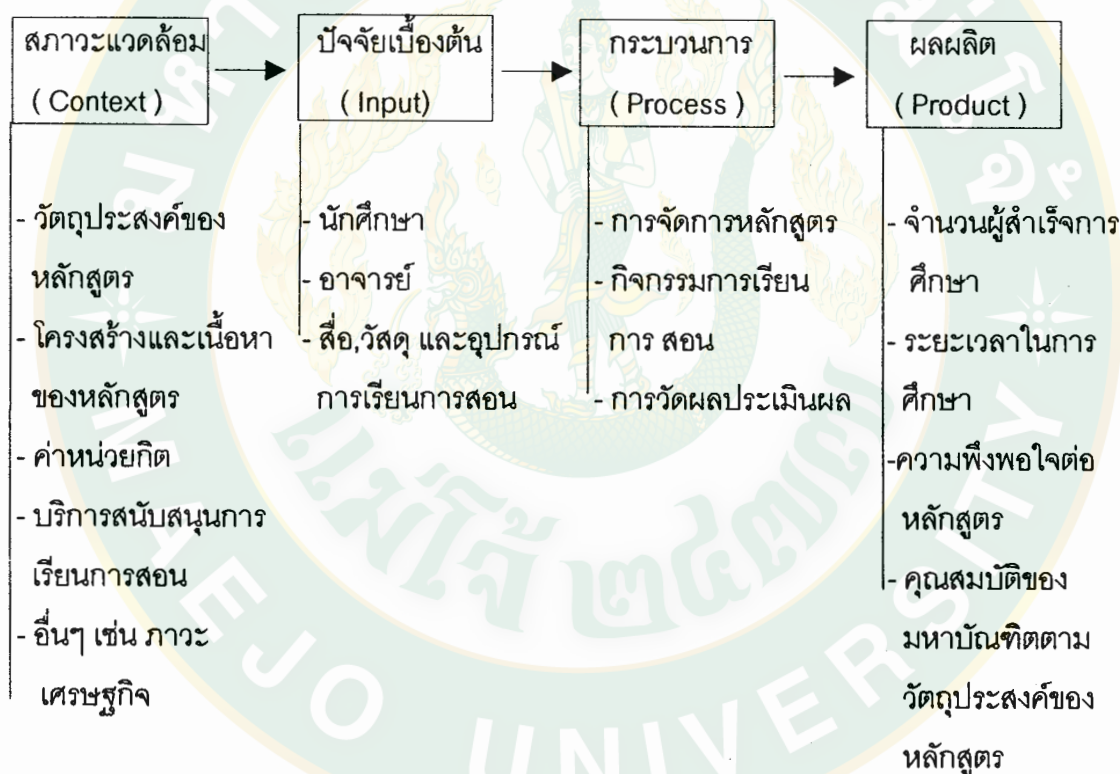 สภาวะแวดล้อม
( Context )
ปัจจัยเบื้องต้น
( Input)
กระบวนการ
( Process )
ผลผลิต
( Product )
- วัตถุประสงค์ของ
หลักสูตร
- โครงสร้างและเนื้อหา
ของหลักสูตร
- ค่าหน่วยกิต
- บริการสนับสนุนการ
เรียนการสอน
- อื่นๆ เช่น ภาวะ
เศรษฐกิจ
- นักศึกษา
- อาจารย์
- สื่อ,วัสดุ และอุปกรณ์
การเรียนการสอน
- การจัดการหลักสูตร
- กิจกรรมการเรียน
การ สอน
- การวัดผลประเมินผล
- จำนวนผู้สำเร็จการ
ศึกษา
- ระยะเวลาในการ
ศึกษา
-ความพึงพอใจต่อ
หลักสูตร
- คุณสมบัติของ
มหาบัณฑิตตาม
วัตถุประสงค์ของ
หลักสูตร
แม่โจ้ ๒๔๗๗
MAEJO UNIVERSITY